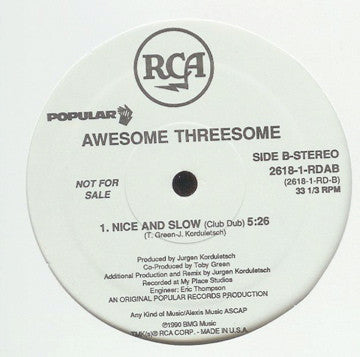 RCA
POPULAR
AWESOME THREESOME
SIDE B-STEREO
2618-1-RDAB
(2618-1-RD-B)
33 1/3 RPM
NOT FOR
SALE
1. NICE AND SLOW (Club Dub) 5:26
(T. Green-J. Korduletsch)
Produced by Jurgen Korduletsch
Co-Produced by Toby Green
Additional Production and Remix by Jurgen Korduletsch
Recorded at My Place Studios
Engineer: Eric Thompson
AN ORIGINAL POPULAR RECORDS PRODUCTION
Any Kind of Music/Alexis Music ASCAP
℗1990 BMG Music
TMK(s)® RCA CORP. - MADE IN U.S.A.